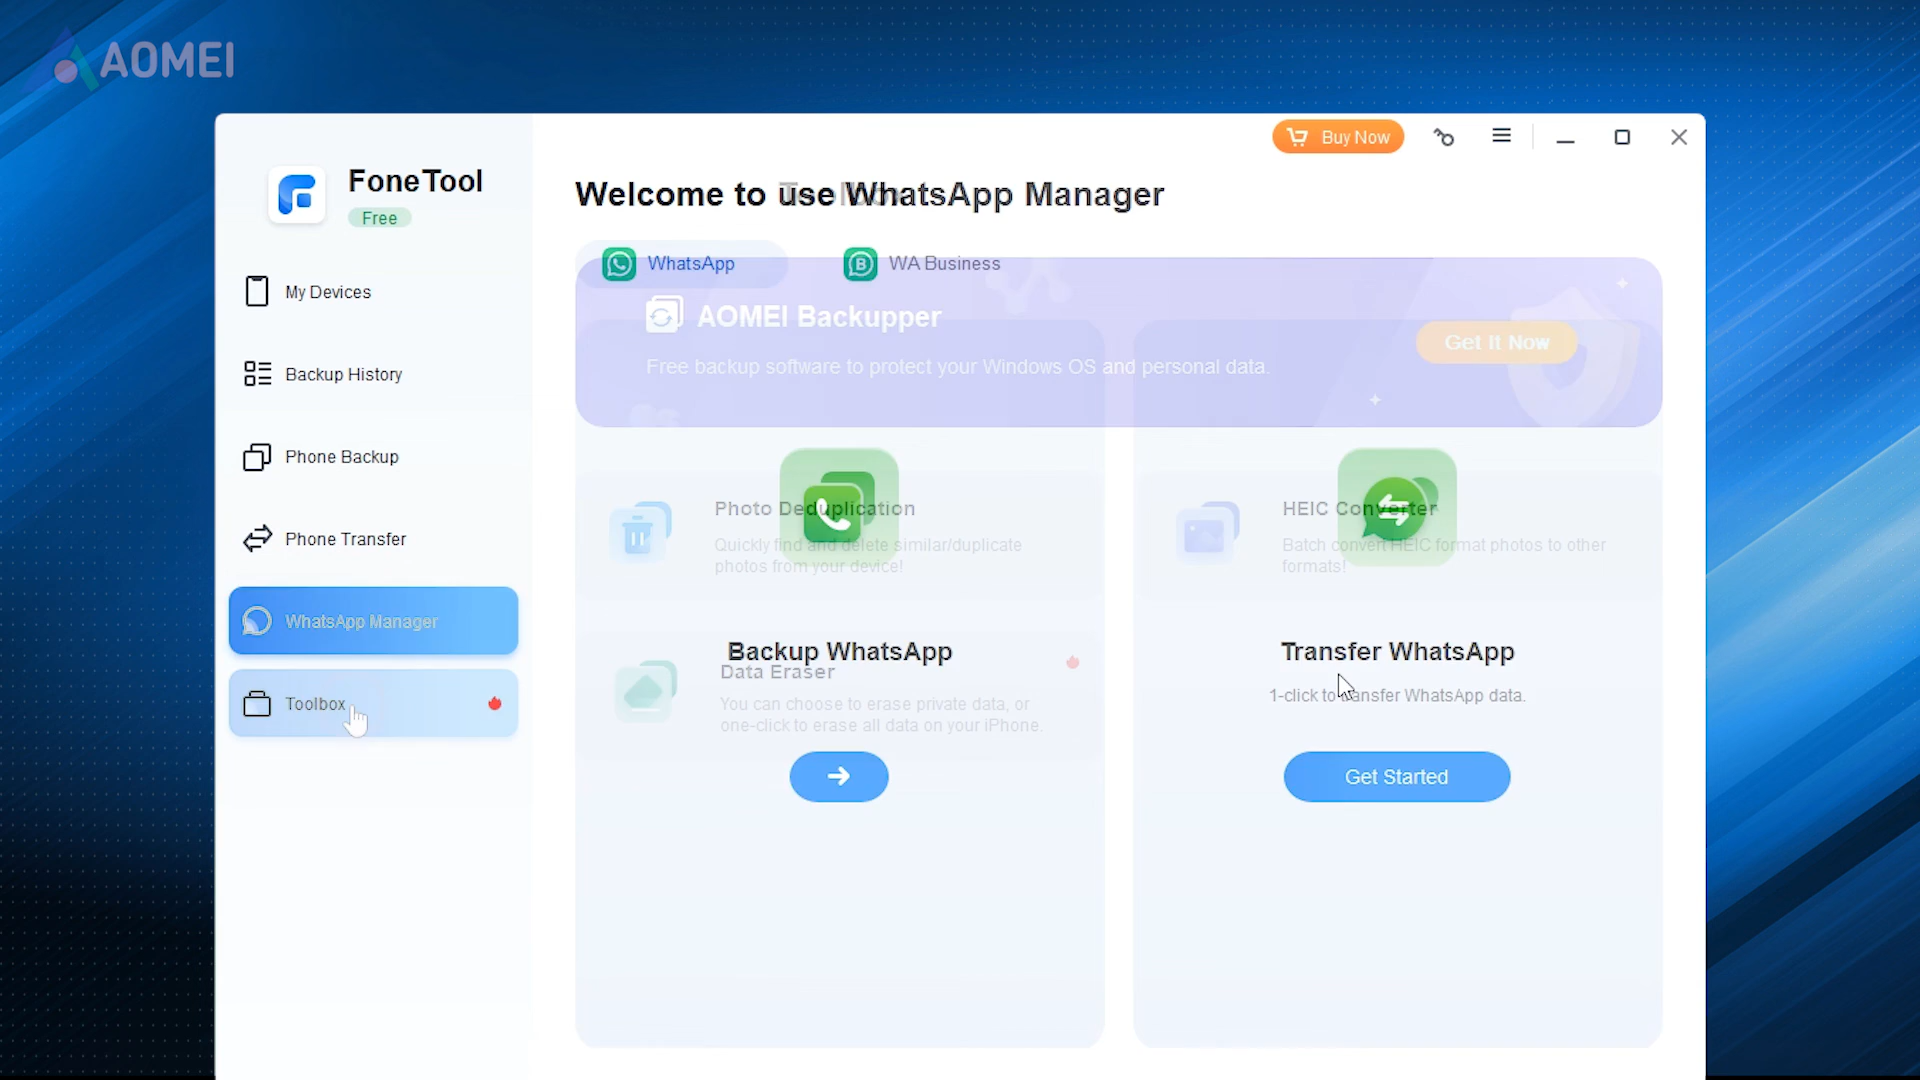 AOMEI
Buy Now
FoneTool
Free
Welcome to use WhatsApp Manager
Toolbox
WhatsApp
WA Business
My Devices
AOMEI Backupper
Get It Now
Free backup software to protect your Windows OS and personal data.
Backup History
Phone Backup
Phone Transfer
WhatsApp Manager
Toolbox
Photo Deduplication
Quickly find and delete similar/duplicate
photos from your device!
HEIC Converter
Batch convert HEIC format photos to other
formats!
Backup WhatsApp
Data Eraser
You can choose to erase private data, or
one-click to erase all data on your iPhone.
Transfer WhatsApp
1-click to transfer WhatsApp data.
Get Started